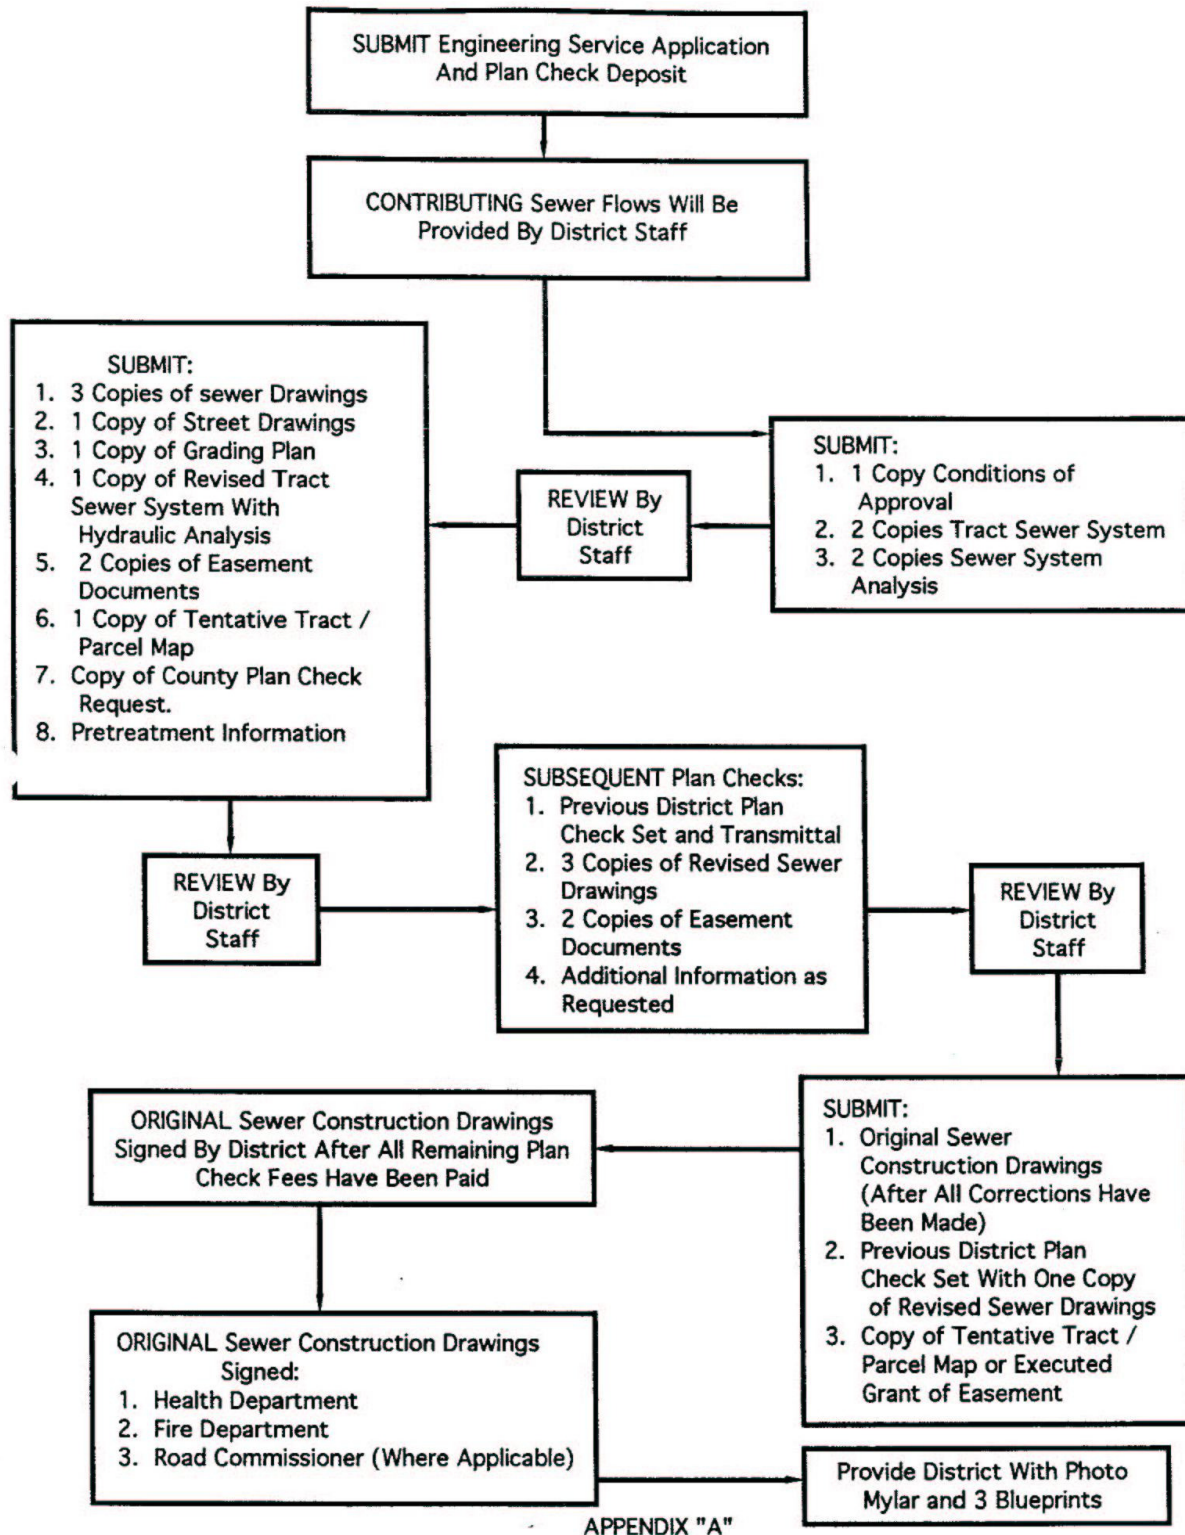 SUBMIT Engineering Service Application
And Plan Check Deposit
CONTRIBUTING Sewer Flows Will Be
Provided By District Staff
SUBMIT:
1. 1 Copy Conditions of
Approval
2. 2 Copies Tract Sewer System
3. 2 Copies Sewer System
Analysis
REVIEW By
District
Staff
SUBMIT:
1. 3 Copies of sewer Drawings
2. 1 Copy of Street Drawings
3. 1 Copy of Grading Plan
4. 1 Copy of Revised Tract
Sewer System With
Hydraulic Analysis
5. 2 Copies of Easement
Documents
6. 1 Copy of Tentative Tract /
Parcel Map
7. Copy of County Plan Check
Request.
8. Pretreatment Information
REVIEW By
District
Staff
SUBSEQUENT Plan Checks:
1. Previous District Plan
Check Set and Transmittal
2. 3 Copies of Revised Sewer
Drawings
3. 2 Copies of Easement
Documents
4. Additional Information as
Requested
REVIEW By
District
Staff
SUBMIT:
1. Original Sewer
Construction Drawings
(After All Corrections Have
Been Made)
2. Previous District Plan
Check Set With One Copy
of Revised Sewer Drawings
3. Copy of Tentative Tract /
Parcel Map or Executed
Grant of Easement
ORIGINAL Sewer Construction Drawings
Signed By District After All Remaining Plan
Check Fees Have Been Paid
ORIGINAL Sewer Construction Drawings
Signed:
1. Health Department
2. Fire Department
3. Road Commissioner (Where Applicable)
Provide District With Photo
Mylar and 3 Blueprints
APPENDIX "A"